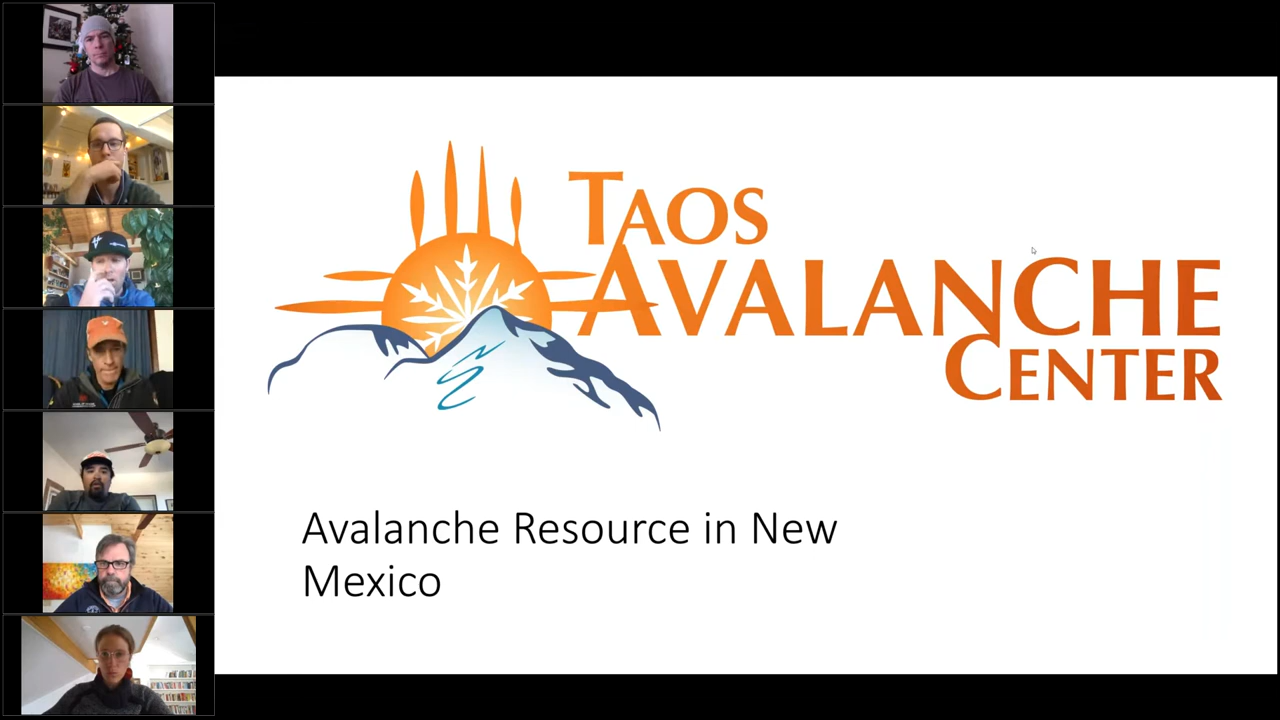 TAOS
AVALANCHE
CENTER
Avalanche Resource in New
Mexico